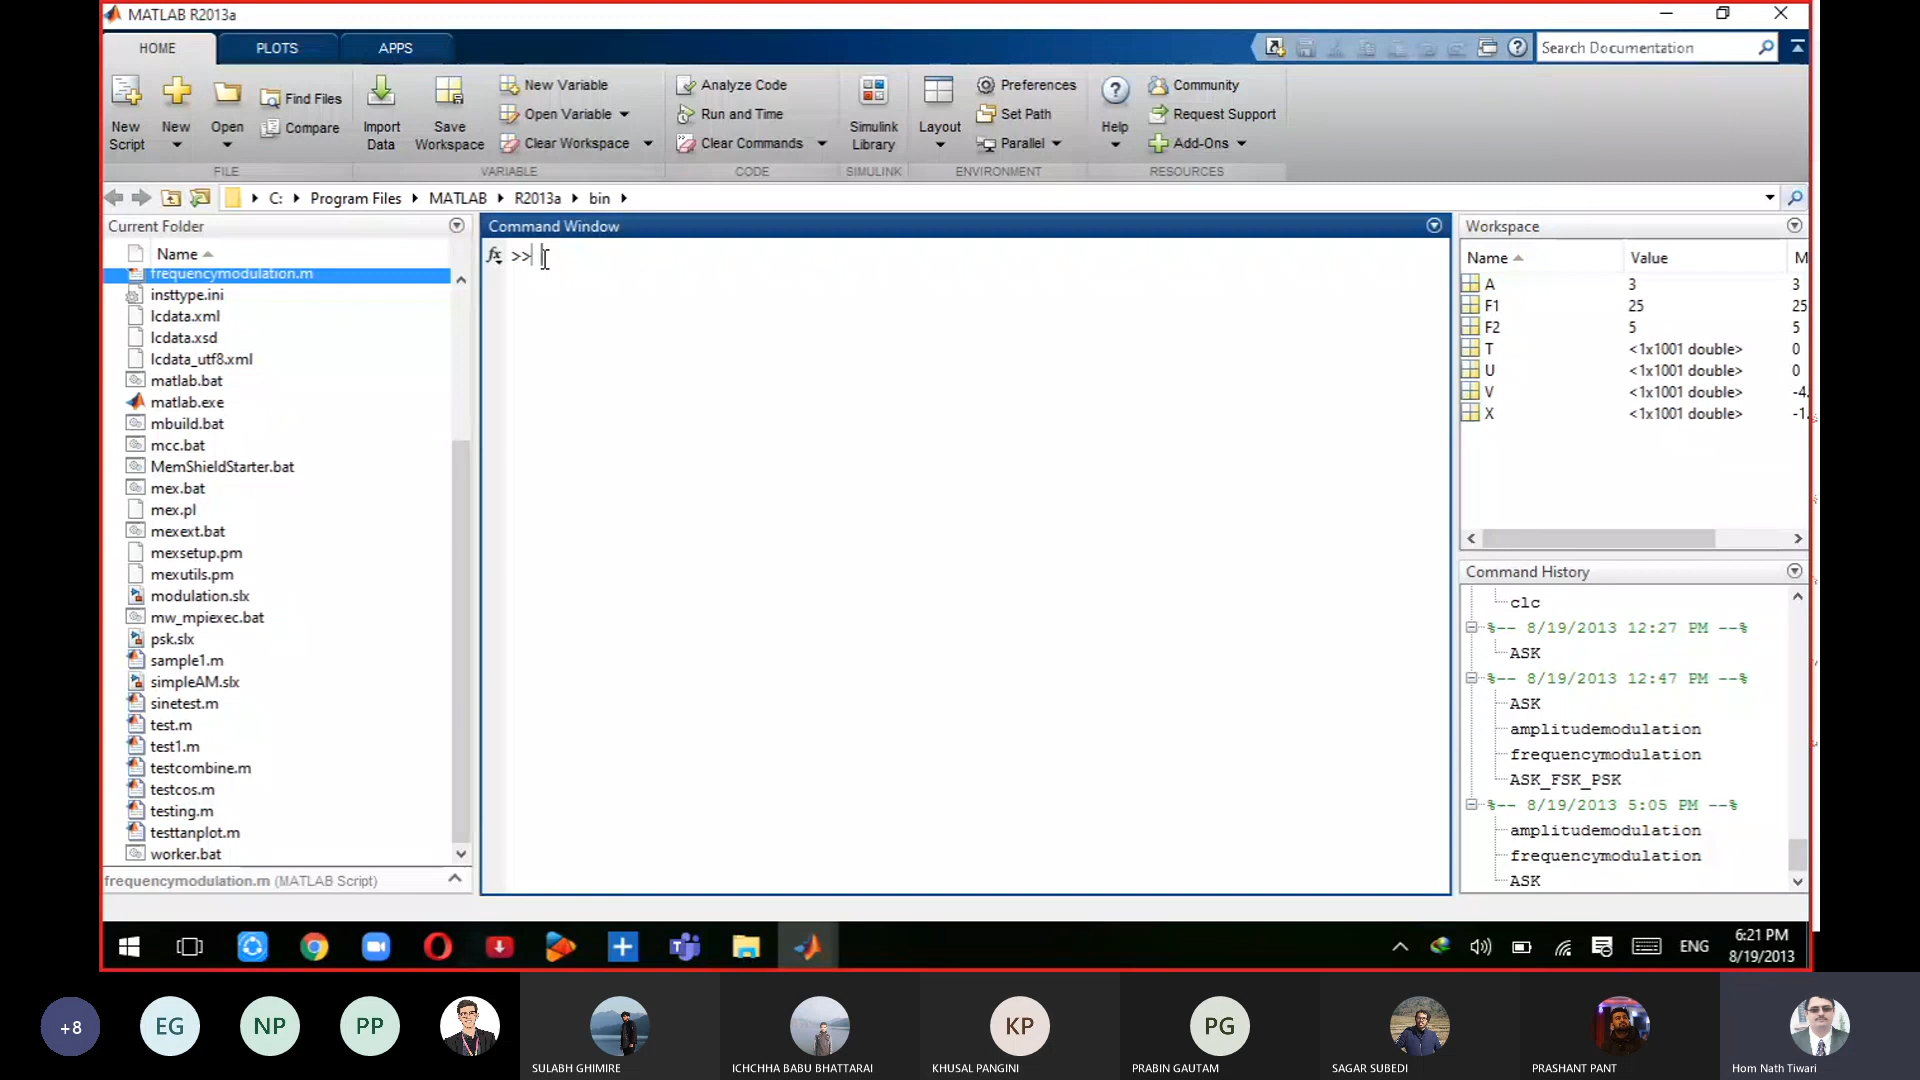 MATLAB R2013a
HOME
PLOTS
APPS
Search Documentation
New Script
New
Open
Find Files
Compare
Import Data
Save Workspace
New Variable
Open Variable
Clear Workspace
Analyze Code
Run and Time
Clear Commands
Simulink Library
Layout
Preferences
Set Path
Parallel
Help
Community
Request Support
Add-Ons
FILE
VARIABLE
CODE
SIMULINK
ENVIRONMENT
RESOURCES
C: Program Files MATLAB R2013a bin
Current Folder
Name
frequencymodulation.m
insttype.ini
lcdata.xml
lcdata.xsd
lcdata_utf8.xml
matlab.bat
matlab.exe
mbuild.bat
mcc.bat
MemShieldStarter.bat
mex.bat
mex.pl
mexext.bat
mexsetup.pm
mexutils.pm
modulation.slx
mw_mpiexec.bat
psk.slx
sample1.m
simpleAM.slx
sinetest.m
test.m
test1.m
testcombine.m
testcos.m
testing.m
testtanplot.m
worker.bat
frequencymodulation.m (MATLAB Script)
Command Window
fx >>
Workspace
Name Value M
A 3 3
F1 25 25
F2 5 5
T <1x1001 double> 0
U <1x1001 double> 0
V <1x1001 double> -4.
X <1x1001 double> -1.
Command History
clc
%-- 8/19/2013 12:27 PM --%
ASK
%-- 8/19/2013 12:47 PM --%
ASK
amplitudemodulation
frequencymodulation
ASK_FSK_PSK
%-- 8/19/2013 5:05 PM --%
amplitudemodulation
frequencymodulation
ASK
ENG
6:21 PM
8/19/2013
+8
EG
NP
PP
SULABH GHIMIRE
ICHCHHA BABU BHATTARAI
KP
KHUSAL PANGINI
PG
PRABIN GAUTAM
SAGAR SUBEDI
PRASHANT PANT
Hom Nath Tiwari